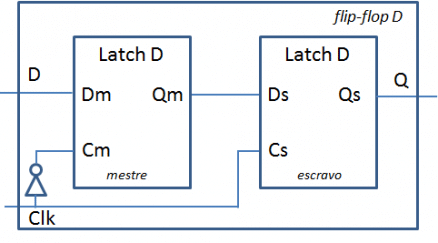 flip-flop D
Latch D
Latch D
D
Dm
Qm
Ds
Qs
Q
Cm
Cs
mestre
escravo
Clk